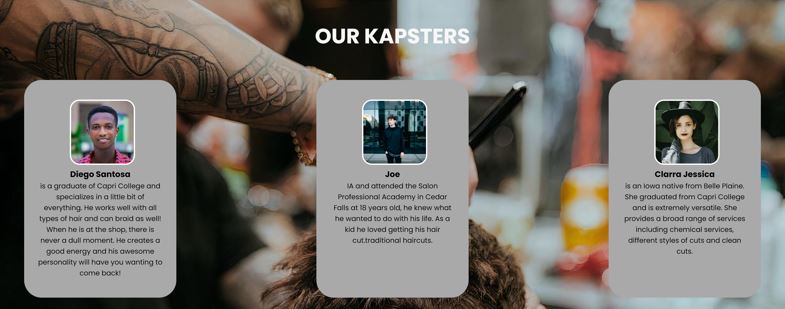 OUR KAPSTERS
Diego Santosa
is a graduate of Capri College and
specializes in a little bit of
everything. He works well with all
types of hair and can braid as well!
When he is at the shop, there is
never a dull moment. He creates a
good energy and his awesome
personality will have you wanting to
come back!
Joe
IA and attended the Salon
Professional Academy in Cedar
Falls at 18 years old, he knew what
he wanted to do with his life. As a
kid he loved getting his hair
cut.traditional haircuts.
Clarra Jessica
is an Iowa native from Belle Plaine.
She graduated from Capri College
and is extremely versatile. She
provides a broad range of services
including chemical services,
different styles of cuts and clean
cuts.